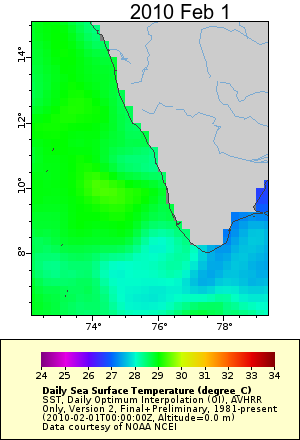 2010 Feb 1
14°
12°
10°
8°
74° 76° 78°
24 25 26 27 28 29 30 31 32 33 34
Daily Sea Surface Temperature (degree_C)
SST, Daily Optimum Interpolation (OI), AVHRR
Only, Version 2, Final+Preliminary, 1981-present
(2010-02-01T00:00:00Z, Altitude=0.0 m)
Data courtesy of NOAA NCEI